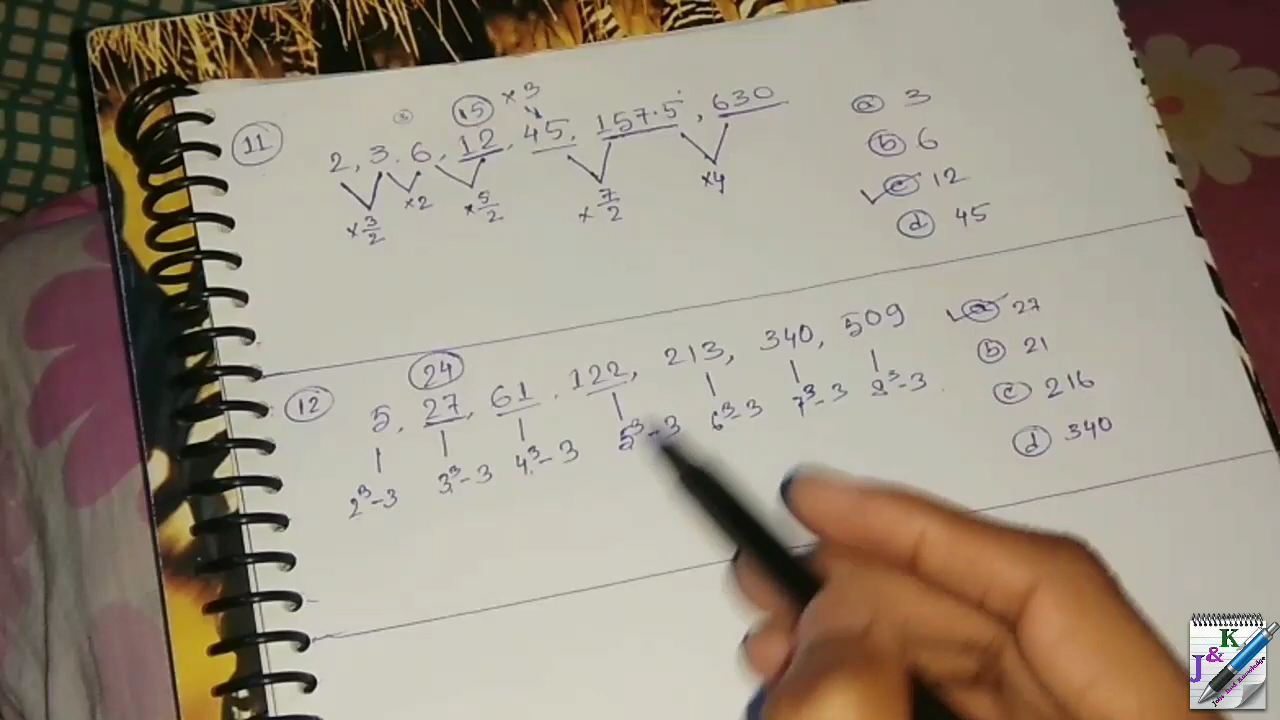 15 ×3
11 2, 3, 6, 12, 45, 157.5, 630
×3/2 ×2 ×5/2 ×7/2 ×4
a 3
b 6
c 12
d 45
24
12 5, 27, 61, 122, 213, 340, 509
2³-3 3³-3 4³-3 5³-3 6³-3 7³-3 8³-3
a 27
b 21
c 216
d 340
J&K